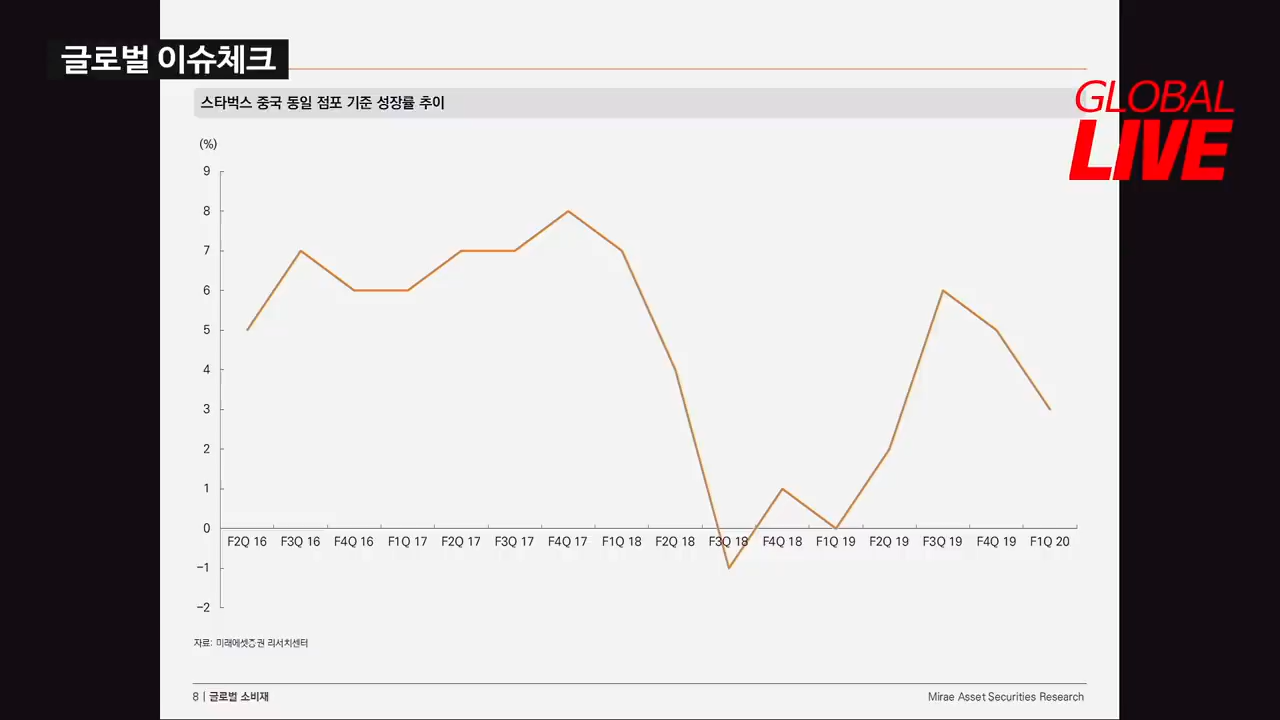 글로벌 이슈체크
GLOBAL
LIVE
스타벅스 중국 동일 점포 기준 성장률 추이
(%)
9
8
7
6
5
4
3
2
1
0
-1
-2
F2Q 16 F3Q 16 F4Q 16 F1Q 17 F2Q 17 F3Q 17 F4Q 17 F1Q 18 F2Q 18 F3Q 18 F4Q 18 F1Q 19 F2Q 19 F3Q 19 F4Q 19 F1Q 20
자료: 미래에셋증권 리서치센터
8 | 글로벌 소비재
Mirae Asset Securities Research